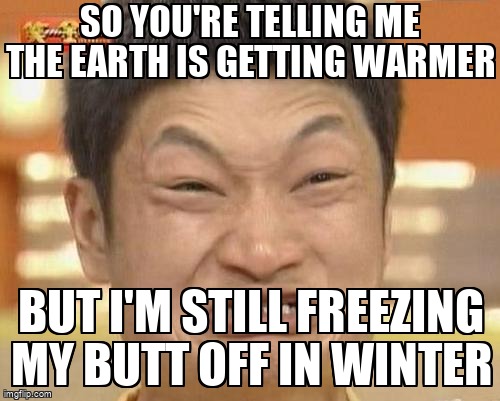 SO YOU'RE TELLING ME
THE EARTH IS GETTING WARMER
BUT I'M STILL FREEZING
MY BUTT OFF IN WINTER
imgflip.com